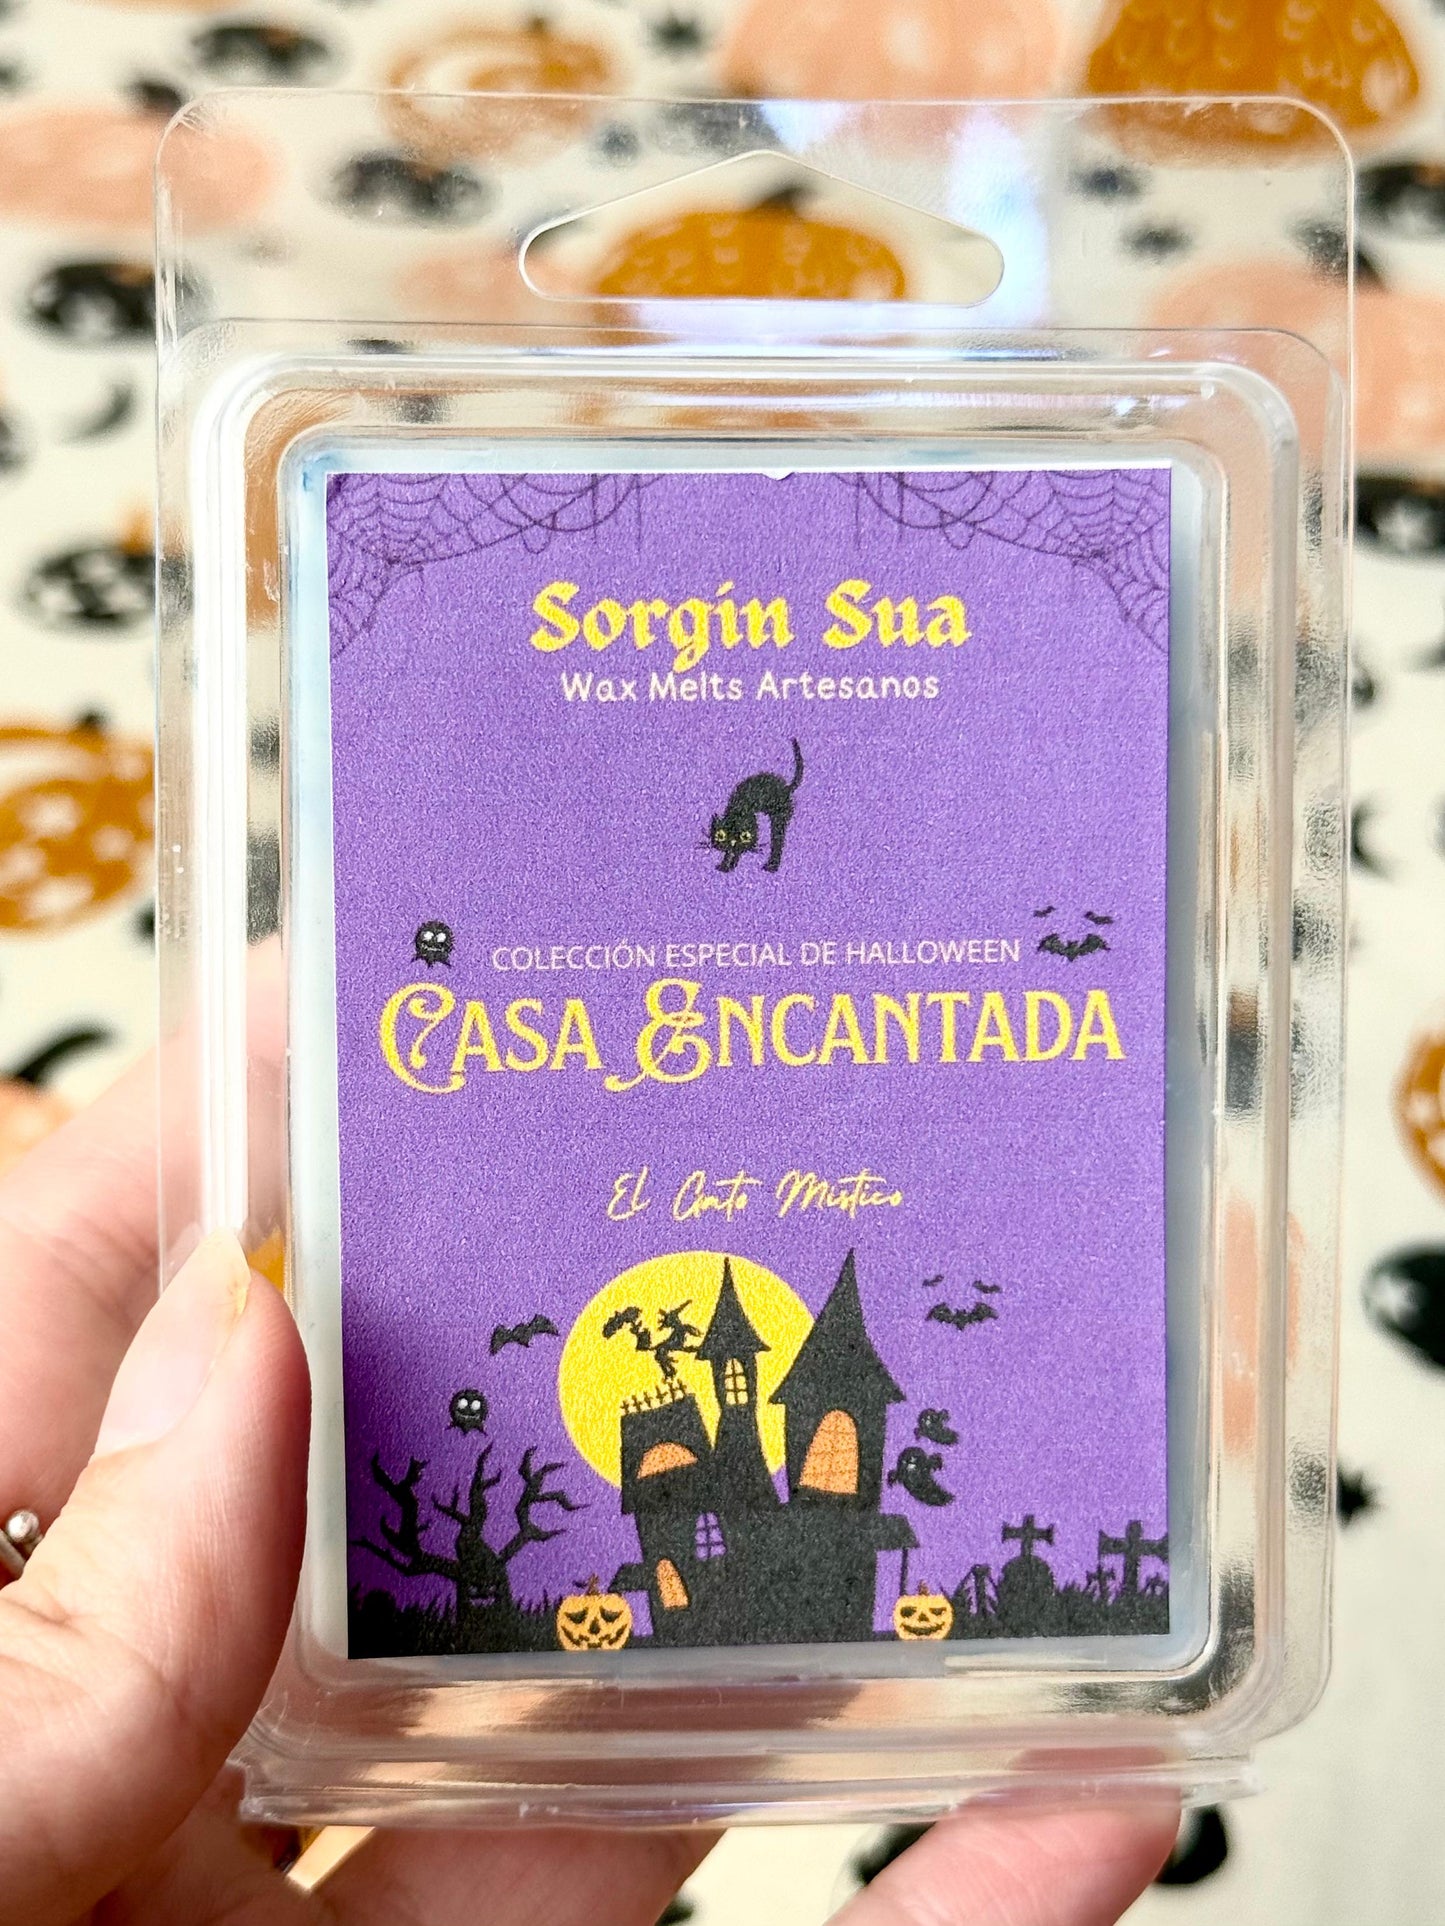 Sorgin Sua
Wax Melts Artesanos
COLECCIÓN ESPECIAL DE HALLOWEEN
CASA ENCANTADA
El Gato Místico